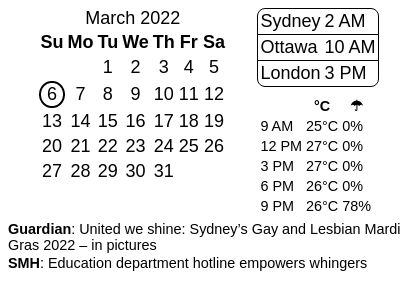 March 2022
Su Mo Tu We Th Fr Sa
1 2 3 4 5
6 7 8 9 10 11 12
13 14 15 16 17 18 19
20 21 22 23 24 25 26
27 28 29 30 31
Sydney 2 AM
Ottawa 10 AM
London 3 PM
°C ☂
9 AM 25°C 0%
12 PM 27°C 0%
3 PM 27°C 0%
6 PM 26°C 0%
9 PM 26°C 78%
Guardian: United we shine: Sydney’s Gay and Lesbian Mardi
Gras 2022 – in pictures
SMH: Education department hotline empowers whingers